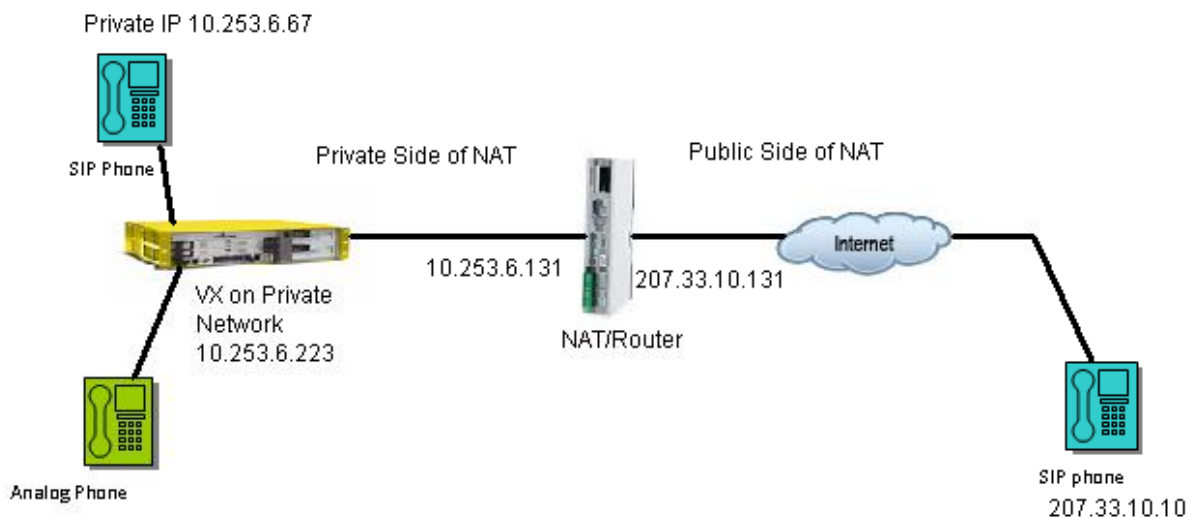 Private IP 10.253.6.67
SIP Phone
Private Side of NAT
Public Side of NAT
Internet
10.253.6.131
207.33.10.131
VX on Private
Network
10.253.6.223
NAT/Router
Analog Phone
SIP phone
207.33.10.10